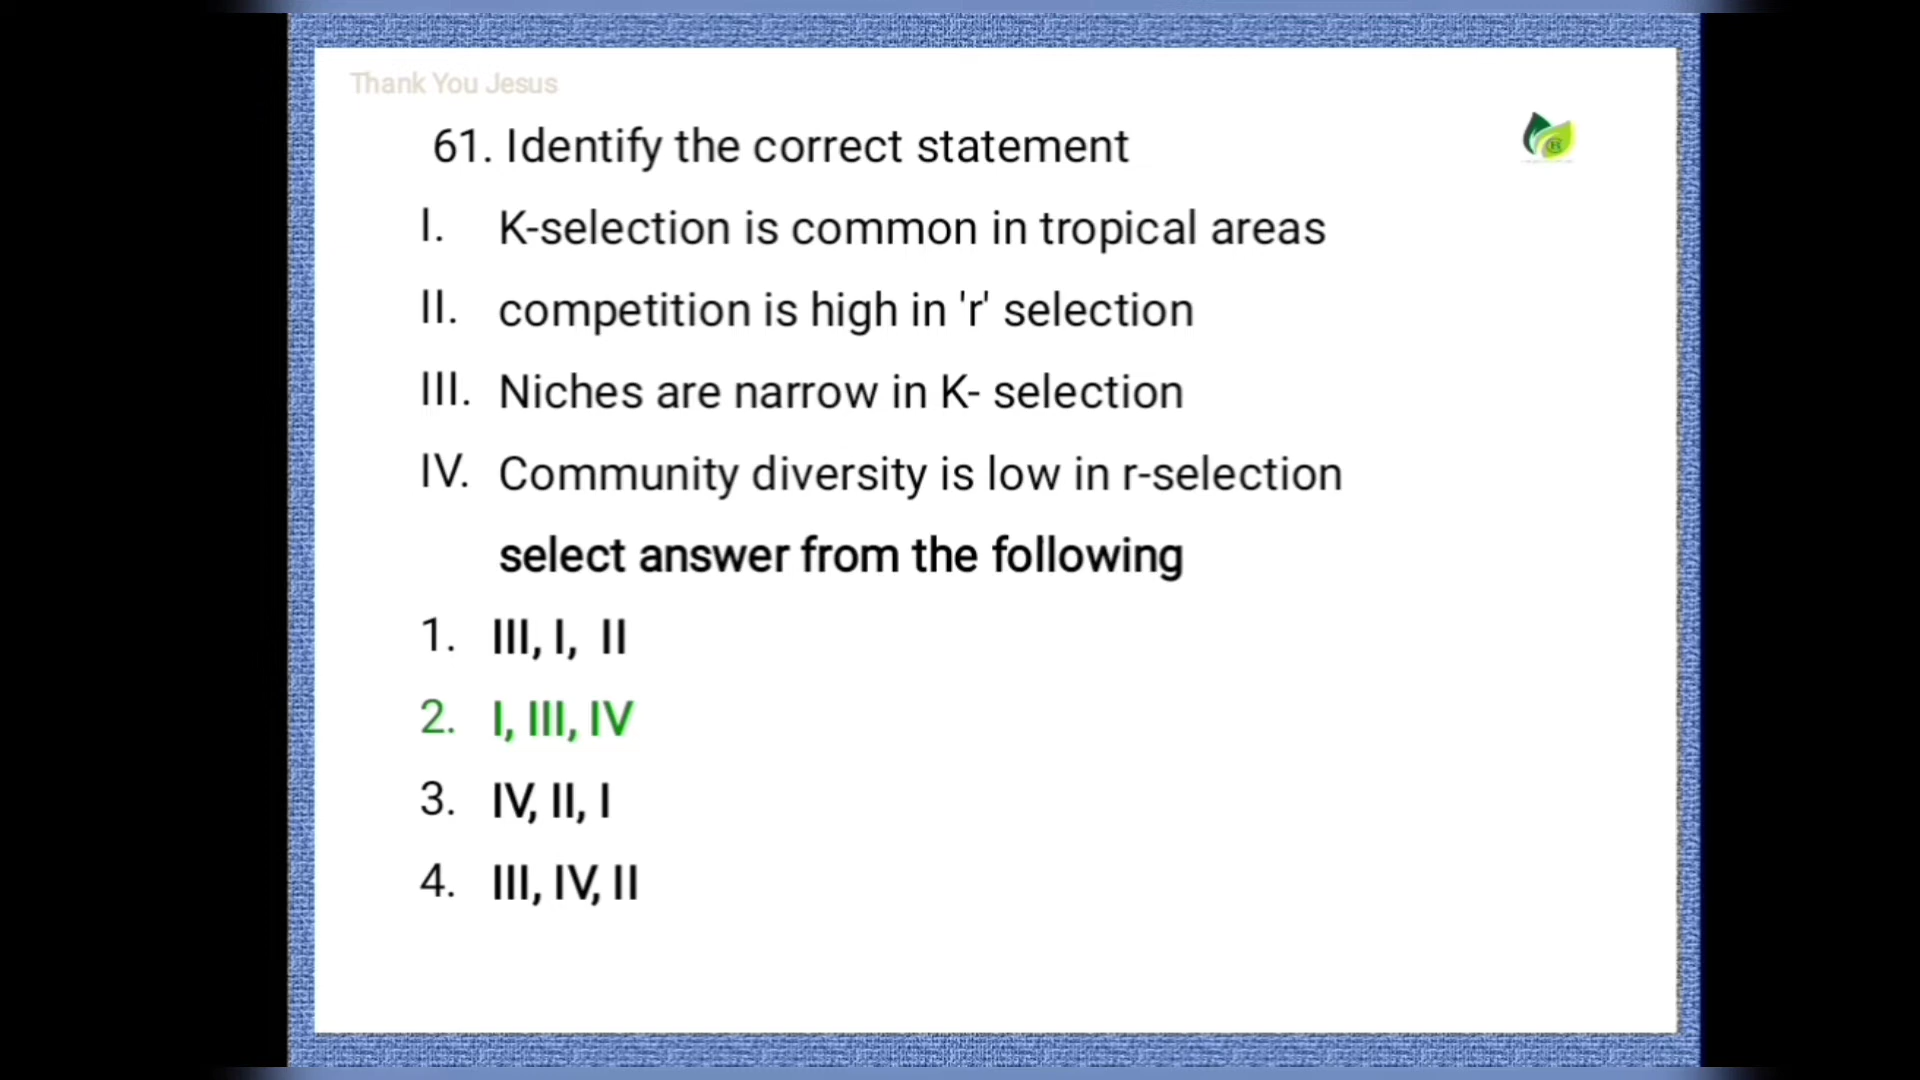 Thank You Jesus
61. Identify the correct statement
I. K-selection is common in tropical areas
II. competition is high in 'r' selection
III. Niches are narrow in K- selection
IV. Community diversity is low in r-selection
select answer from the following
1. III, I, II
2. I, III, IV
3. IV, II, I
4. III, IV, II